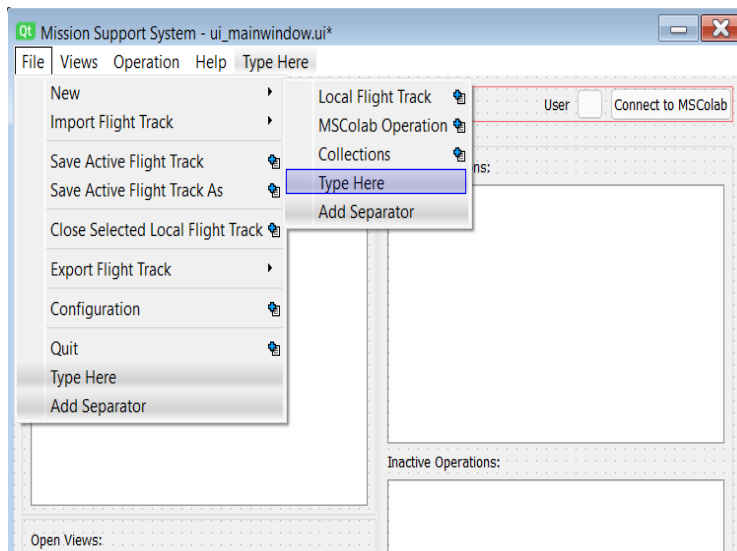 Qt Mission Support System - ui_mainwindow.ui*
File Views Operation Help Type Here
New
Import Flight Track
Save Active Flight Track
Save Active Flight Track As
Close Selected Local Flight Track
Export Flight Track
Configuration
Quit
Type Here
Add Separator
Local Flight Track
MSColab Operation
Collections
Type Here
Add Separator
User Connect to MSColab
ns:
Inactive Operations:
Open Views: